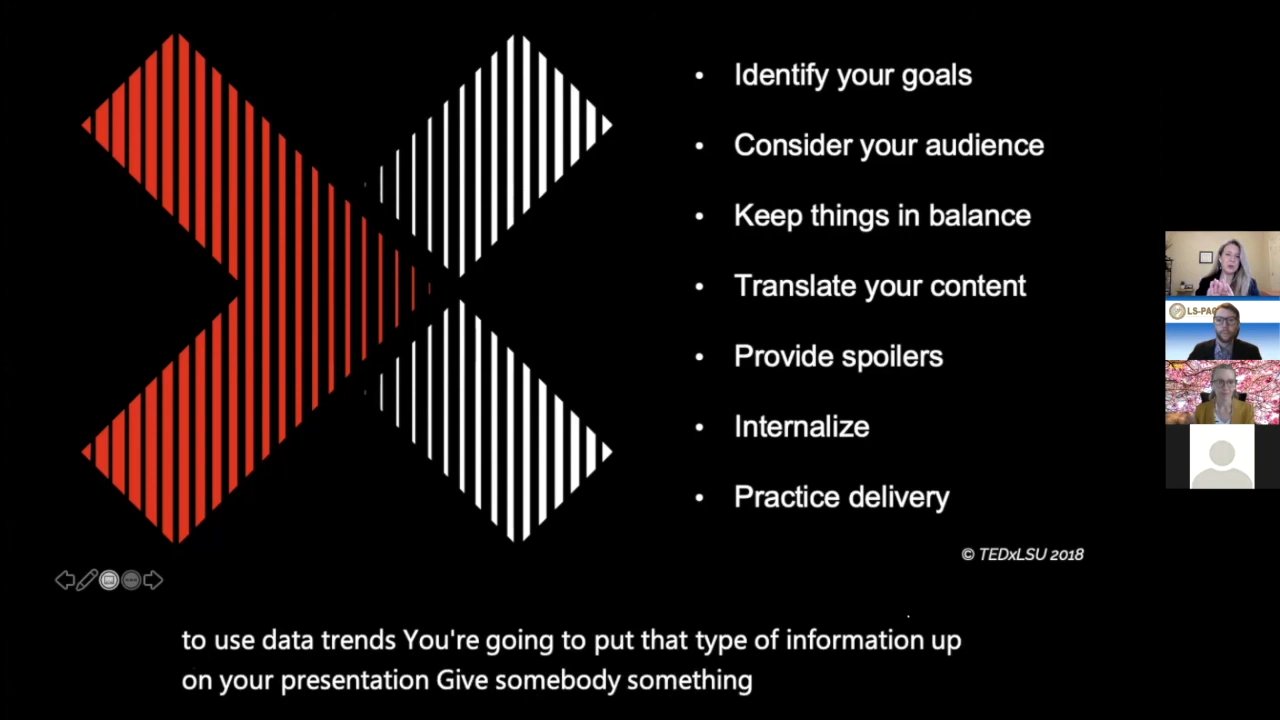 Identify your goals
Consider your audience
Keep things in balance
Translate your content
Provide spoilers
Internalize
Practice delivery
© TEDxLSU 2018
to use data trends You're going to put that type of information up
on your presentation Give somebody something